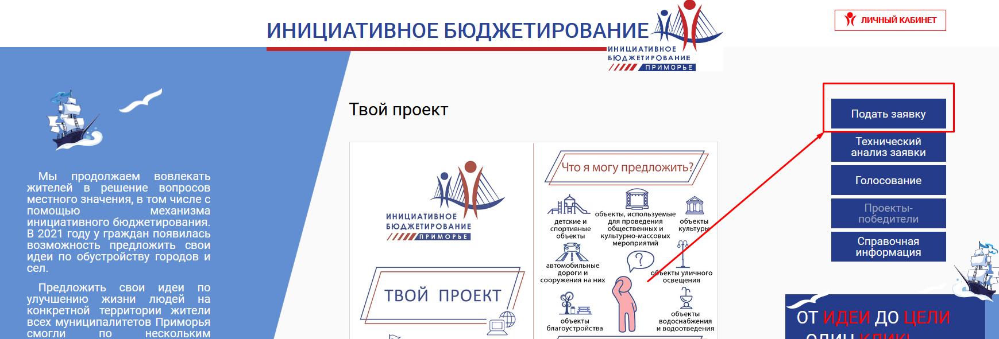 ИНИЦИАТИВНОЕ БЮДЖЕТИРОВАНИЕ
ИНИЦИАТИВНОЕ
БЮДЖЕТИРОВАНИЕ
ПРИМОРЬЕ
ЛИЧНЫЙ КАБИНЕТ
Мы продолжаем вовлекать
жителей в решение вопросов
местного значения, в том числе с
помощью механизма
инициативного бюджетирования.
В 2021 году у граждан появилась
возможность предложить свои
идеи по обустройству городов и
сел.
Предложить свои идеи по
улучшению жизни людей на
конкретной территории жители
всех муниципалитетов Приморья
смогли по нескольким
Твой проект
ИНИЦИАТИВНОЕ
БЮДЖЕТИРОВАНИЕ
ПРИМОРЬЕ
ТВОЙ ПРОЕКТ
Что я могу предложить?
детские и
спортивные
объекты
объекты, используемые
для проведения
общественных и
культурно-массовых
мероприятий
объекты
культуры
автомобильные
дороги и
сооружения на них
?
объекты уличного
освещения
объекты
благоустройства
объекты
водоснабжения
и водоотведения
Подать заявку
Технический
анализ заявки
Голосование
Проекты-
победители
Справочная
информация
ОТ ИДЕИ ДО ЦЕЛИ
ОДИН КЛИК!